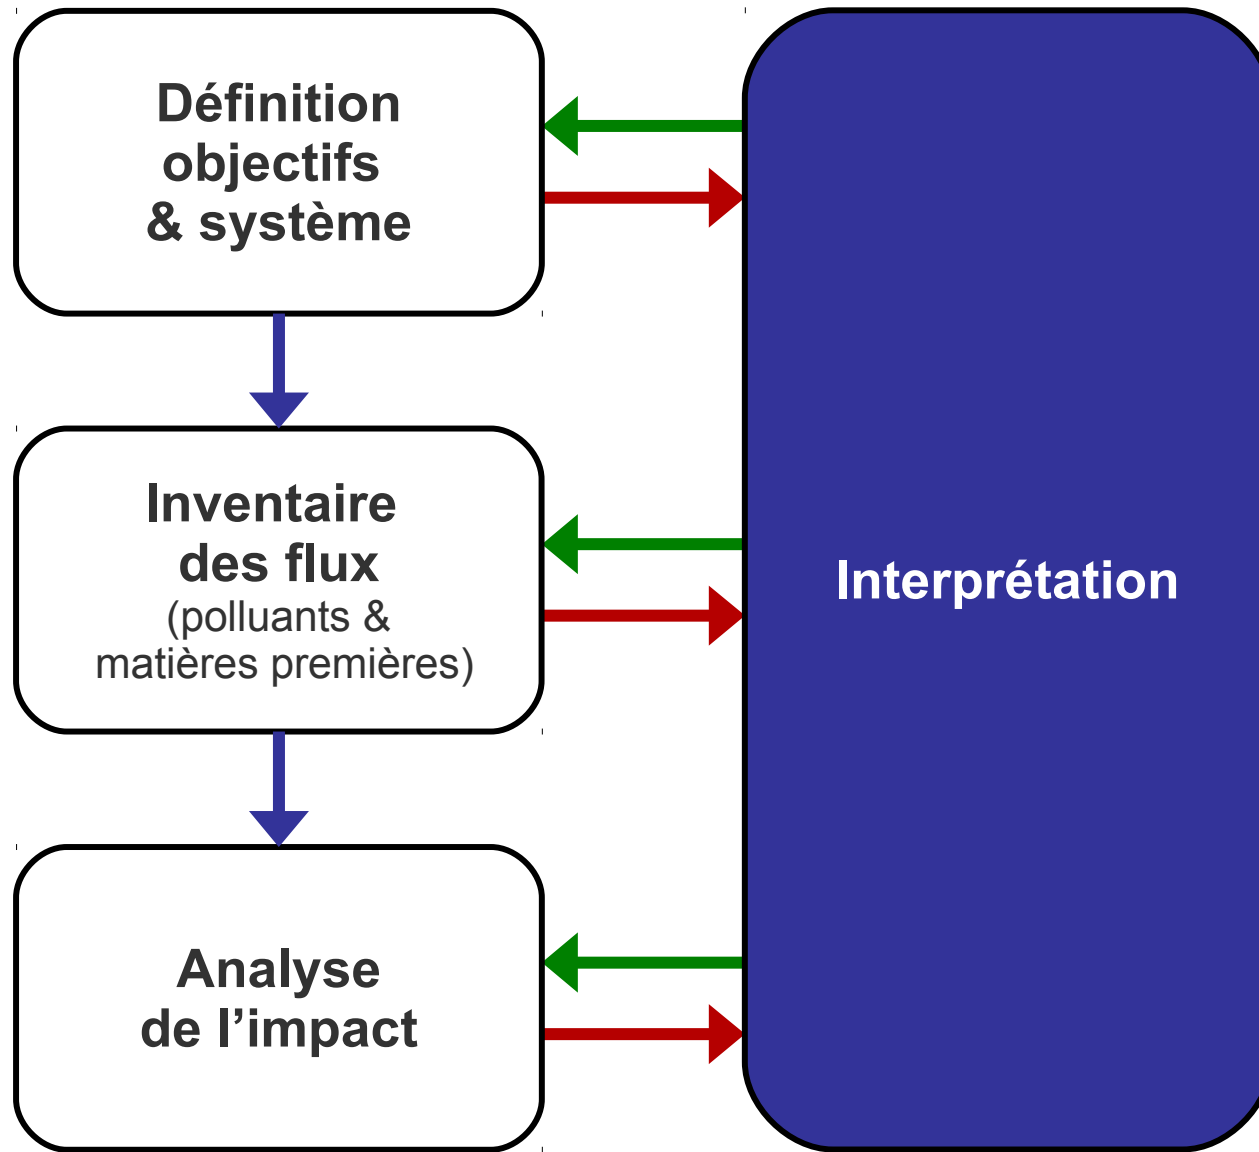 Définition
objectifs
& système
Inventaire
des flux
(polluants &
matières premières)
Analyse
de l’impact
Interprétation